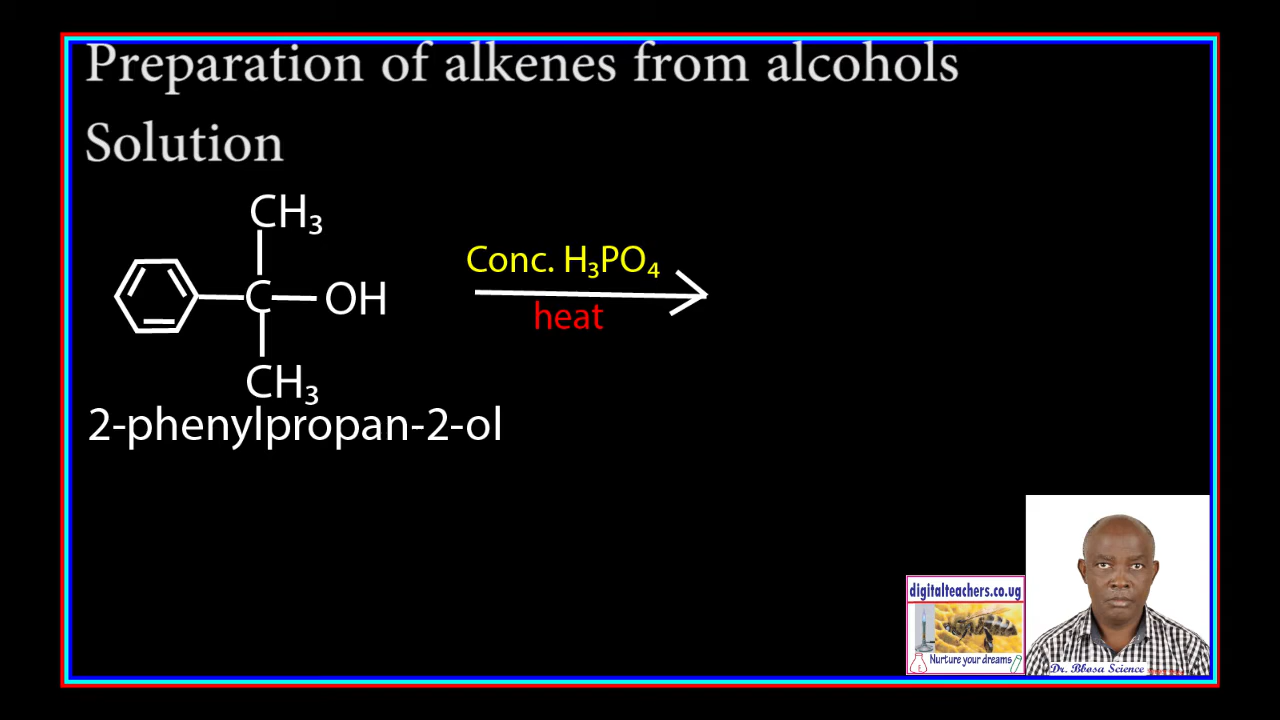 Preparation of alkenes from alcohols
Solution
CH₃
C
OH
CH₃
2-phenylpropan-2-ol
Conc. H₃PO₄
heat
digitalteachers.co.ug
Nurture your dreams
Dr. Bbosa Science